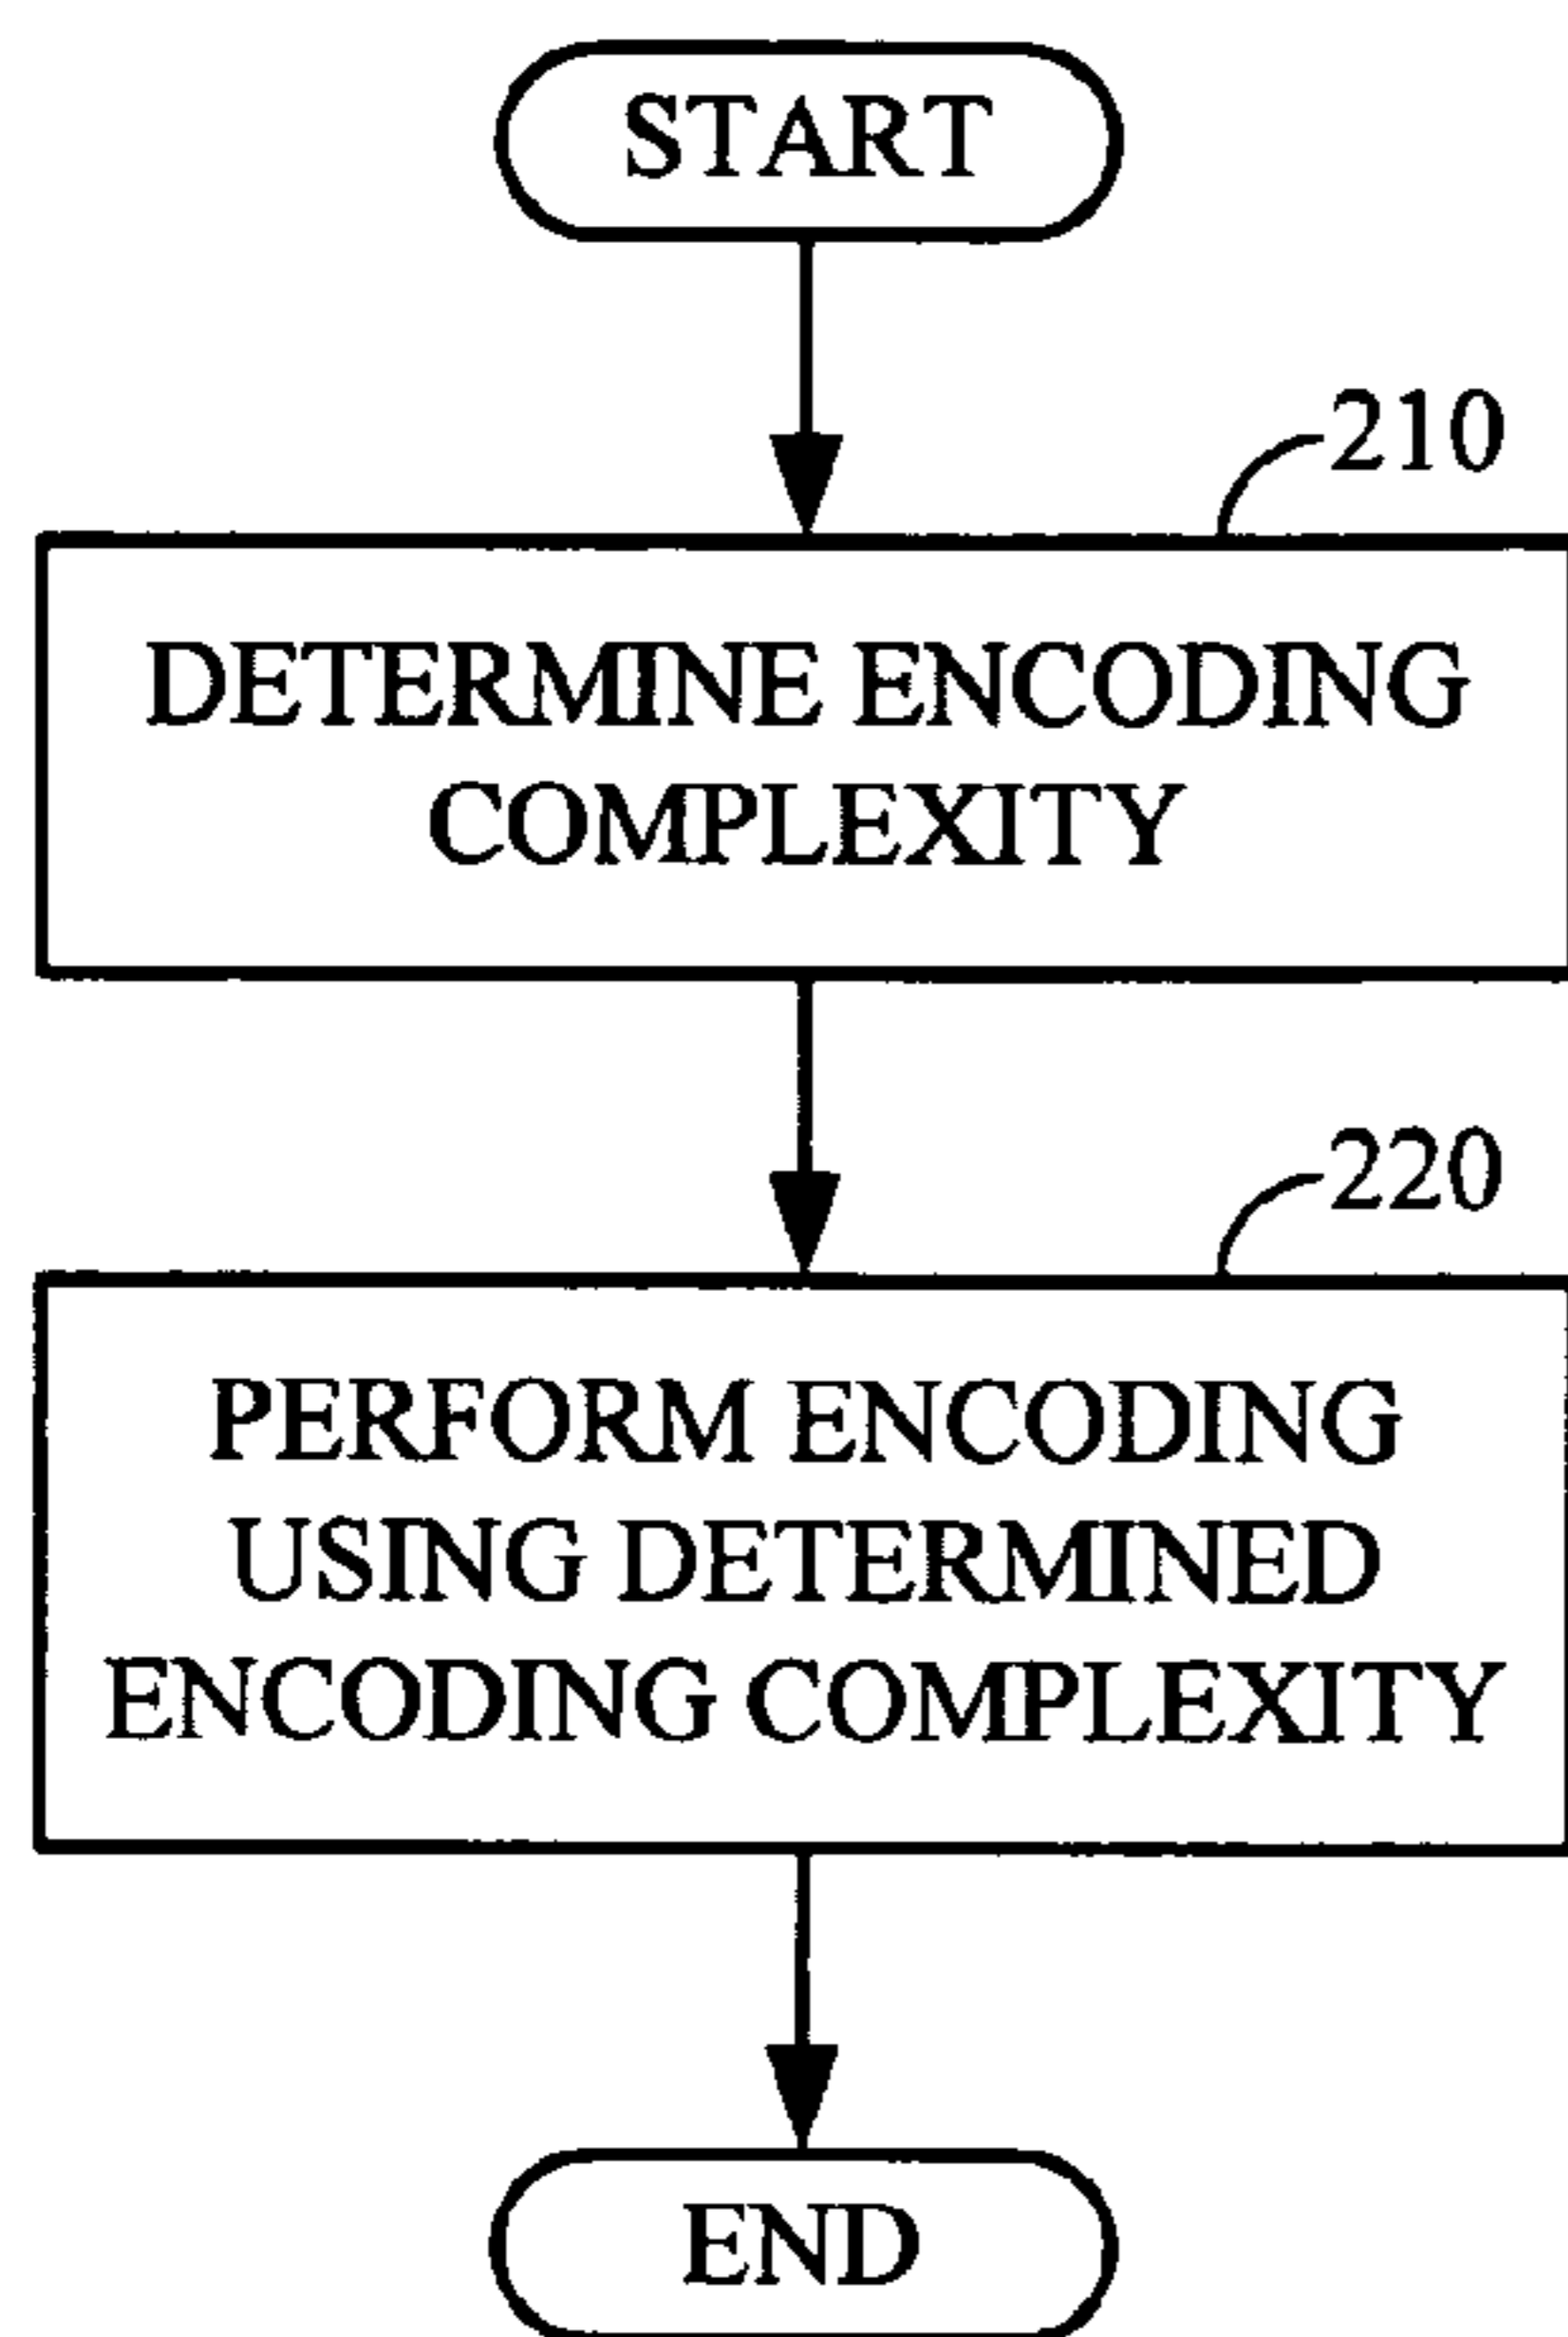 START
210
DETERMINE ENCODING
COMPLEXITY
220
PERFORM ENCODING
USING DETERMINED
ENCODING COMPLEXITY
END